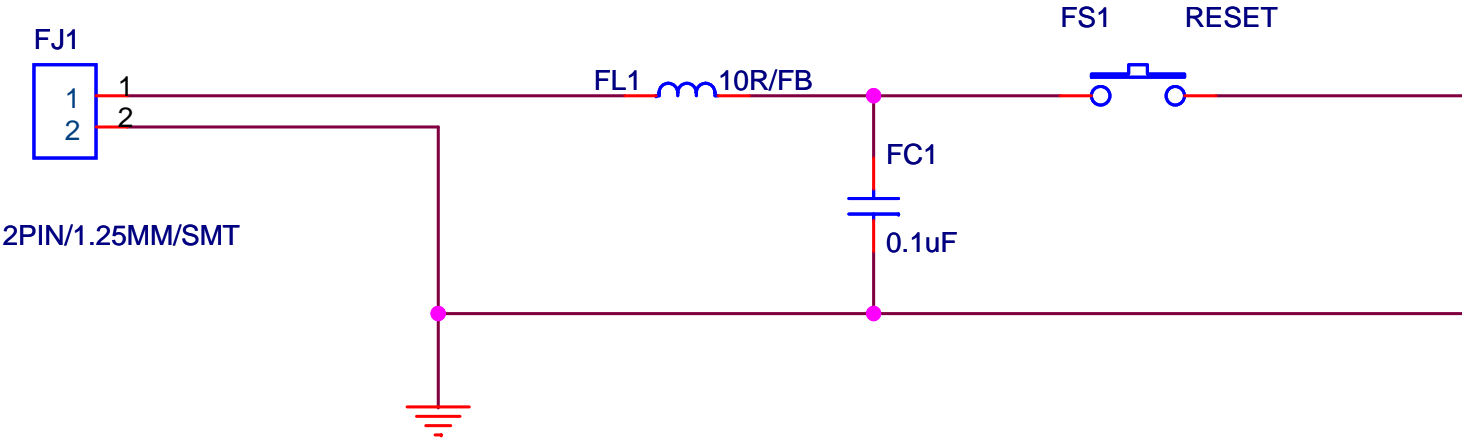 FS1 RESET
FJ1
FL1 10R/FB
1 1
2 2
FC1
2PIN/1.25MM/SMT
0.1uF